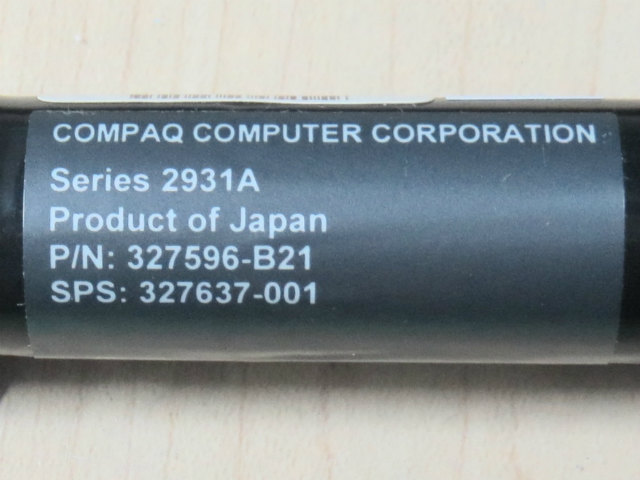 COMPAQ COMPUTER CORPORATION
Series 2931A
Product of Japan
P/N: 327596-B21
SPS: 327637-001